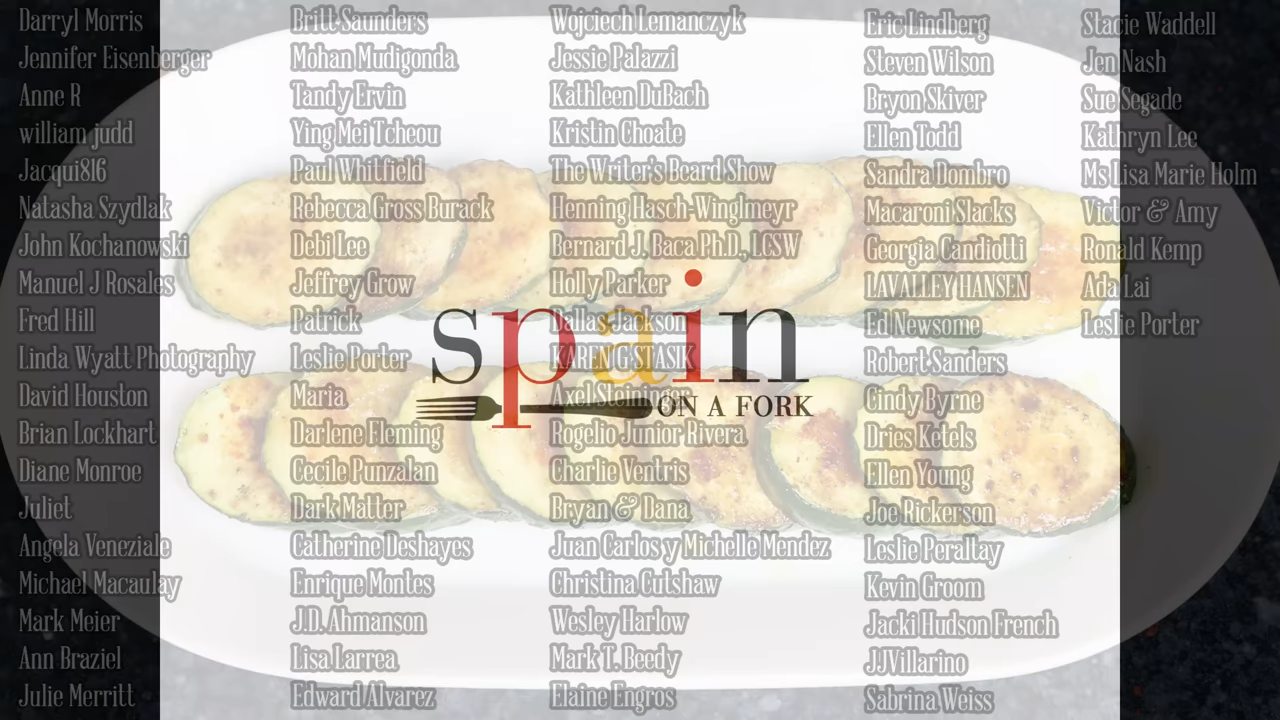 Darryl Morris
Jennifer Eisenberger
Anne R
william judd
Jacqui816
Natasha Szydlak
John Kochanowski
Manuel J Rosales
Fred Hill
Linda Wyatt Photography
David Houston
Brian Lockhart
Diane Monroe
Juliet
Angela Veneziale
Michael Macaulay
Mark Meier
Ann Braziel
Julie Merritt
Britt Saunders
Mohan Mudigonda
Tandy Ervin
Ying Mei Tcheou
Paul Whitfield
Rebecca Gross Burack
Debi Lee
Jeffrey Grow
Patrick
Leslie Porter
Maria
Darlene Fleming
Cecile Punzalan
Dark Matter
Catherine Deshayes
Enrique Montes
J.D. Ahmanson
Lisa Larrea
Edward Alvarez
Wojciech Lemanczyk
Jessie Palazzi
Kathleen DuBach
Kristin Choate
The Writer's Beard Show
Henning Hasch-Winglmeyr
Bernard J. Baca Ph.D., LCSW
Holly Parker
Jackson
KAREN G STASIK
Axel
Rogelio Junior Rivera
Charlie Ventris
Bryan & Dana
Juan Carlos y Michelle Mendez
Christina Cutshaw
Wesley Harlow
Mark T. Beedy
Elaine Engros
Eric Lindberg
Steven Wilson
Bryon Skiver
Ellen Todd
Sandra Dombro
Macaroni Slacks
Georgia Candiotti
LAVALLEY HANSEN
Ed Newsome
Robert Sanders
Cindy Byrne
Dries Ketels
Ellen Young
Joe Rickerson
Leslie Peraltay
Kevin Groom
Jacki Hudson French
JJVillarino
Sabrina Weiss
Stacie Waddell
Jen Nash
Sue Segade
Kathryn Lee
Ms Lisa Marie Holm
Victor & Amy
Ronald Kemp
Ada Lai
Leslie Porter
spain
ON A FORK